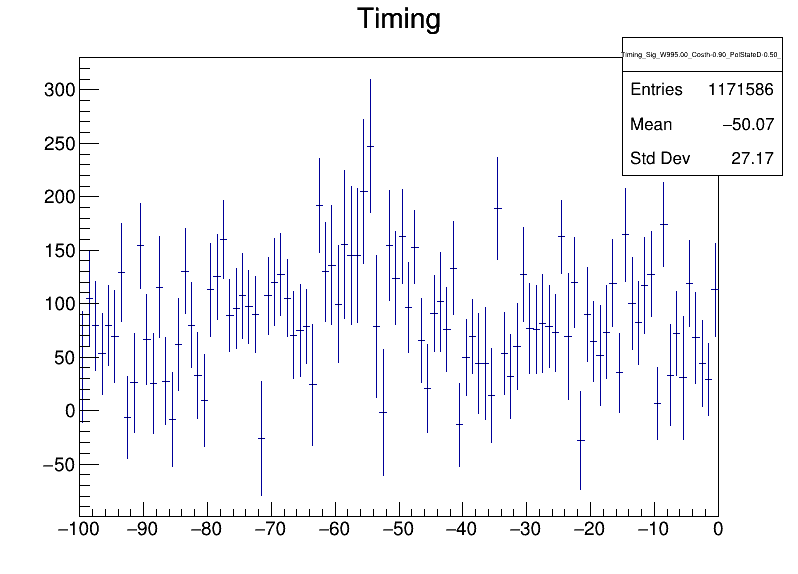 Timing
Timing_Sig_W995.00_Costh-0.90_PolStateD-0.50_
Entries 1171586
Mean −50.07
Std Dev 27.17
300
250
200
150
100
50
0
−50
−100 −90 −80 −70 −60 −50 −40 −30 −20 −10 0